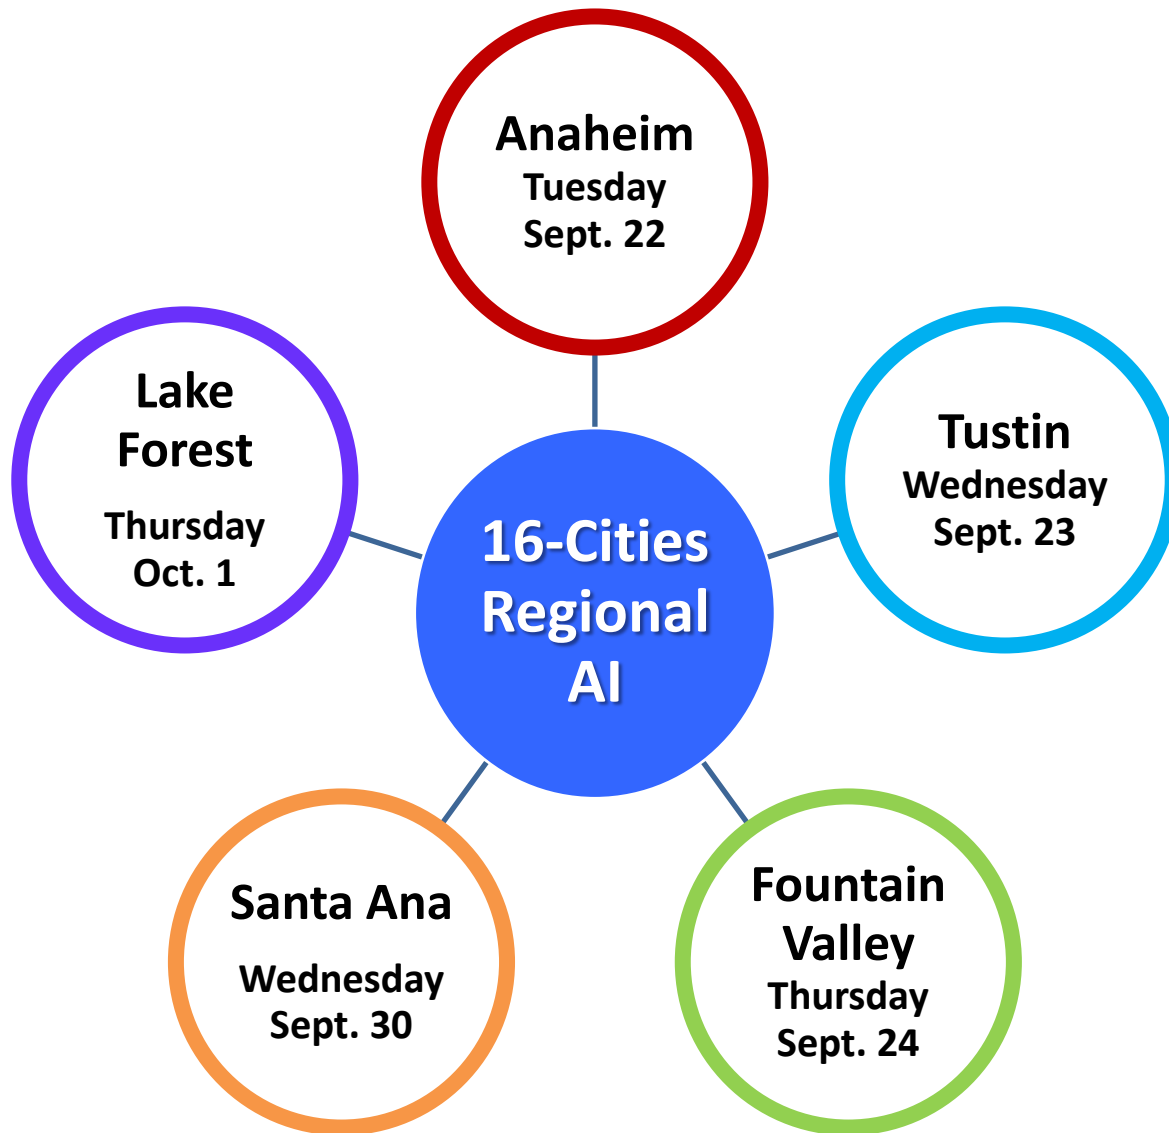 Anaheim
Tuesday
Sept. 22
Tustin
Wednesday
Sept. 23
Fountain
Valley
Thursday
Sept. 24
Santa Ana
Wednesday
Sept. 30
Lake
Forest
Thursday
Oct. 1
16-Cities
Regional
AI